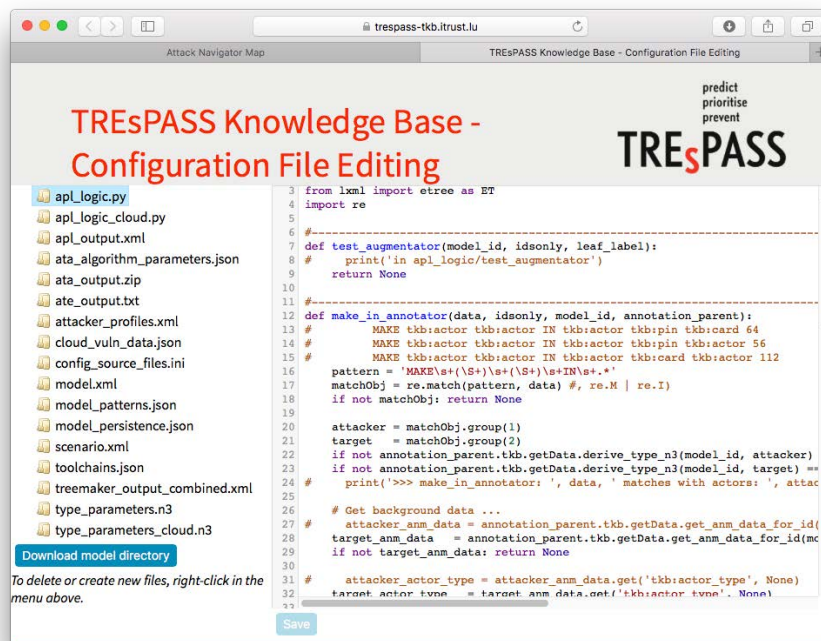 trespass-tkb.itrust.lu
Attack Navigator Map
TREsPASS Knowledge Base - Configuration File Editing
TREsPASS Knowledge Base -
Configuration File Editing
predict
prioritise
prevent
TREsPASS
apl_logic.py
apl_logic_cloud.py
apl_output.xml
ata_algorithm_parameters.json
ata_output.zip
ate_output.txt
attacker_profiles.xml
cloud_vuln_data.json
config_source_files.ini
model.xml
model_patterns.json
model_persistence.json
scenario.xml
toolchains.json
treemaker_output_combined.xml
type_parameters.n3
type_parameters_cloud.n3
Download model directory
To delete or create new files, right-click in the
menu above.
3 from lxml import etree as ET
4 import re
5
6 #--------------------------------------------------------------------
7 def test_augmentator(model_id, idsonly, label):
8 #     print('in apl_logic/test_augmentator')
9     return None
10
11 #--------------------------------------------------------------------
12 def make_in_annotator(data, idsonly, model_id, annotation_parent):
13 #         MAKE tkb:actor tkb:actor IN tkb:actor tkb:pin tkb:card 64
14 #         MAKE tkb:actor tkb:actor IN tkb:actor tkb:pin tkb:actor 56
15 #         MAKE tkb:actor tkb:actor IN tkb:actor tkb:card tkb:actor 112
16     pattern = 'MAKE\s+(\S+)\s+(\S+)\s+IN\s+.*'
17     matchObj = re.match(pattern, data) #, re.M | re.I)
18     if not matchObj: return None
19
20     attacker = matchObj.group(1)
21     target   = matchObj.group(2)
22     if not annotation_parent.tkb.getData.derive_type_n3(model_id, attacker)
23     if not annotation_parent.tkb.getData.derive_type_n3(model_id, target) ==
24 #     print('>>> make_in_annotator: ', data, ' matches with actors: ', attac
25
26     # Get background data ...
27 #     attacker_anm_data = annotation_parent.tkb.getData.get_anm_data_for_id(
28     target_anm_data   = annotation_parent.tkb.getData.get_anm_data_for_id(mo
29     if not target_anm_data: return None
30
31 #     attacker_actor_type = attacker_anm_data.get('tkb:actor_type', None)
32     target_actor_type   = target_anm_data.get('tkb:actor_type', None)
33
Save